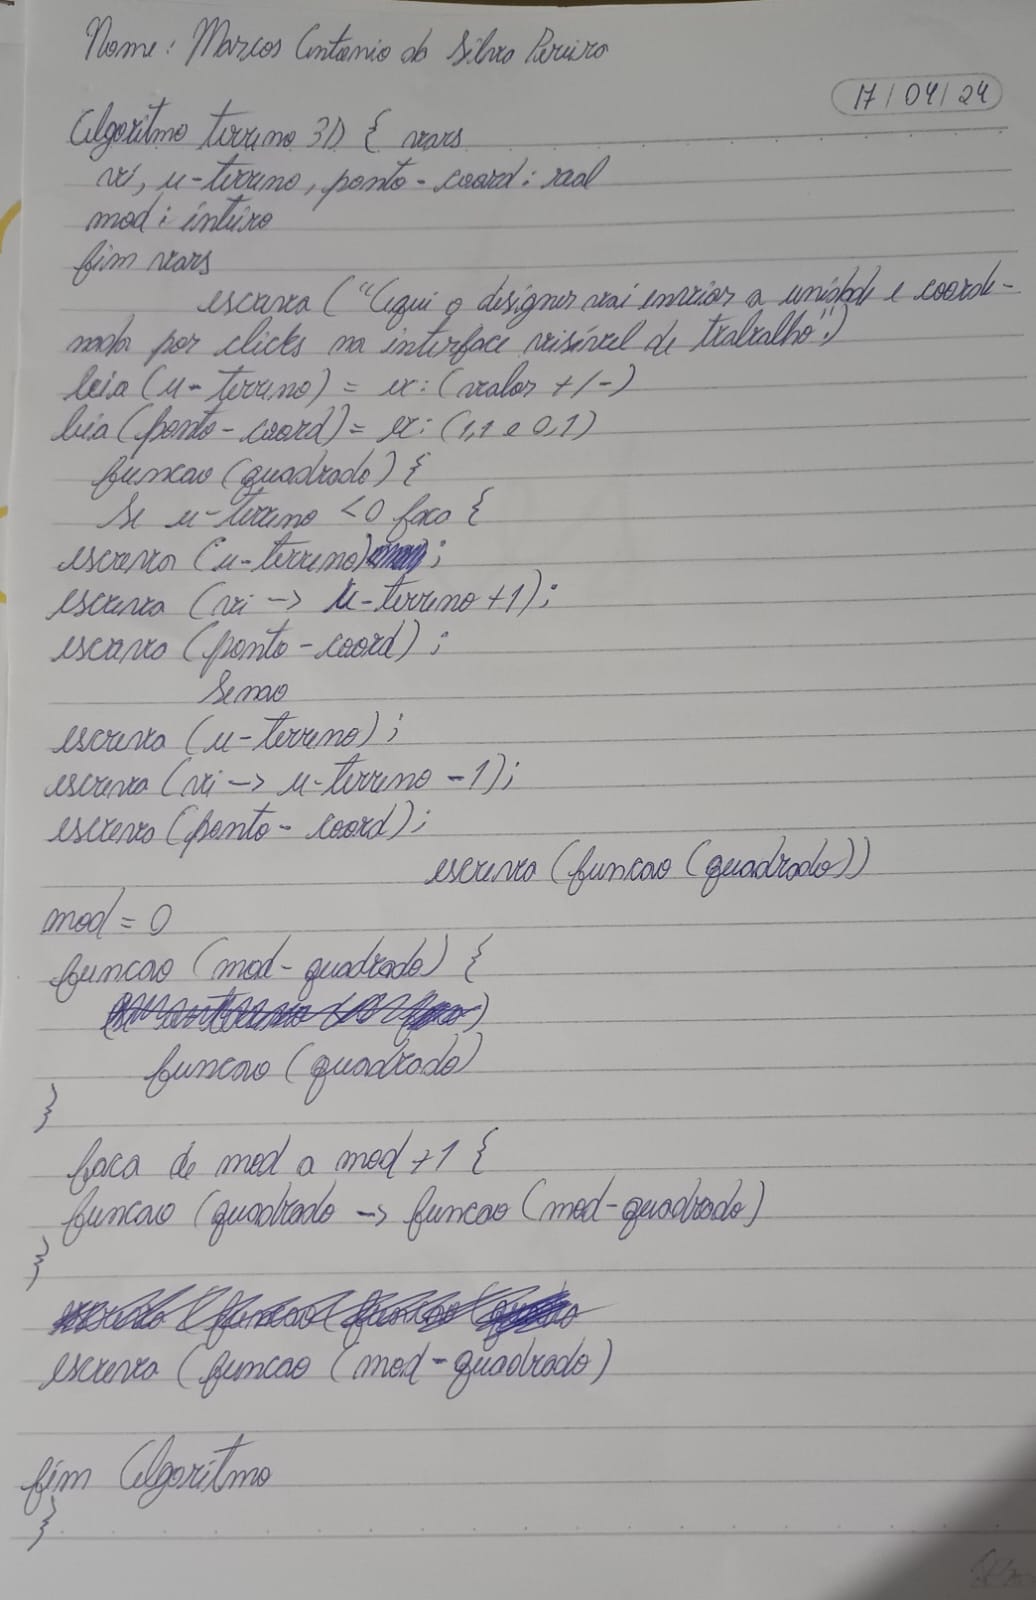 Nome: Marcos Antonio da Silva Pereira
17/04/24
Algoritmo terreno 3D { vars
vi, u-terreno, ponto-coord: real
mod: inteiro
fim vars
escreva ("Aqui o designer vai enviar a unidade e coorde-
nada por clicks na interface visível de trabalho")
leia (u-terreno) = ex: (valor +/-)
leia (ponto-coord) = ex: (1,1 e 0,1)
funcao (quadrado) {
Se u-terreno <0 faco {
escreva (u-terreno);
escreva (vi -> u-terreno +1);
escreva (ponto-coord);
Senao
escreva (u-terreno);
escreva (vi -> u-terreno -1);
escreva (ponto-coord);
escreva (funcao (quadrado))
mod = 0
funcao (mod-quadrado) {
funcao (quadrado)
}
faca de mod a mod +1 {
funcao (quadrado -> funcao (mod-quadrado)
}
escreva (funcao (mod-quadrado)
fim Algoritmo
}